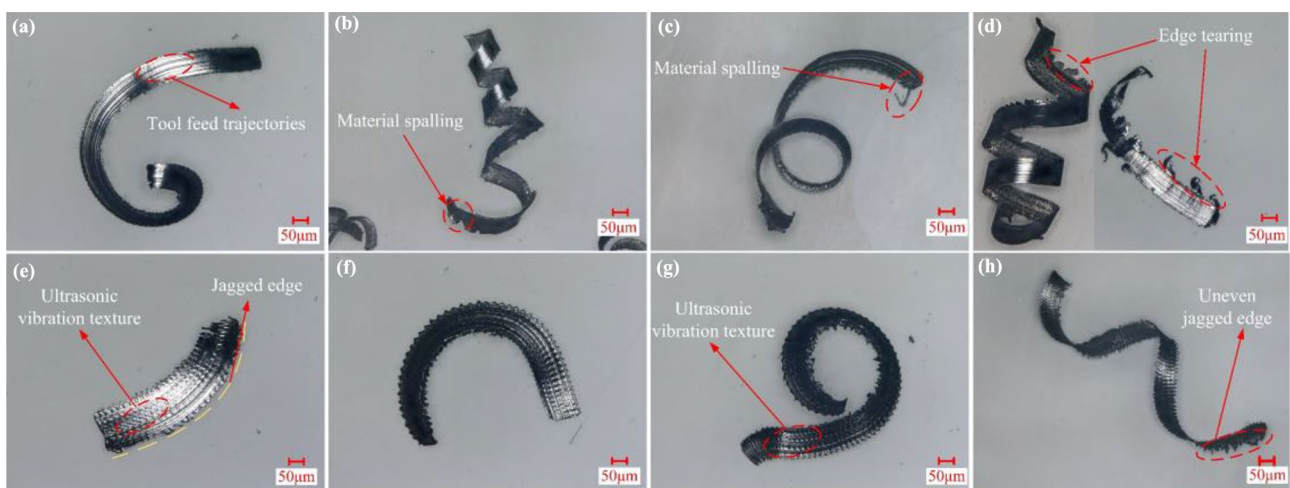 (a)
Tool feed trajectories
50μm
(b)
Material spalling
50μm
(c)
Material spalling
50μm
(d)
Edge tearing
50μm
(e)
Ultrasonic
vibration texture
Jagged edge
50μm
(f)
50μm
(g)
Ultrasonic
vibration texture
50μm
(h)
Uneven
jagged edge
50μm